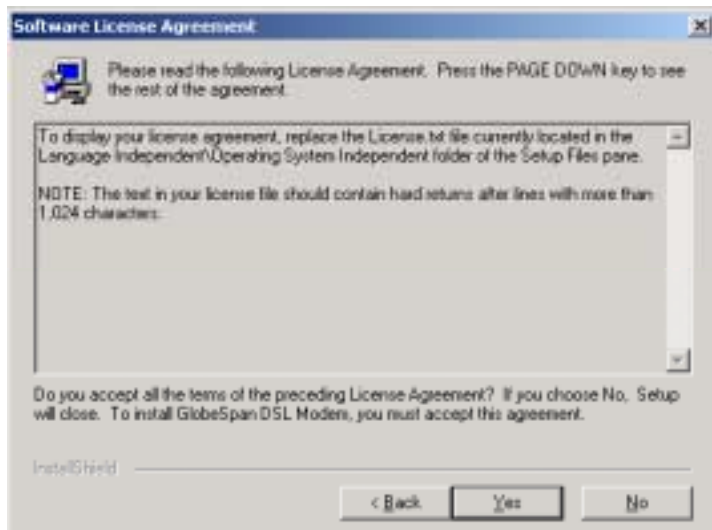 Software License Agreement
Please read the following License Agreement. Press the PAGE DOWN key to see
the rest of the agreement.
To display your license agreement, replace the License.txt file currently located in the
Language Independent\Operating System Independent folder of the Setup Files pane.
NOTE: The text in your license file should contain hard returns after lines with more than
1,024 characters.
Do you accept all the terms of the preceding License Agreement? If you choose No, Setup
will close. To install GlobeSpan DSL Modem, you must accept this agreement.
InstallShield
< Back
Yes
No